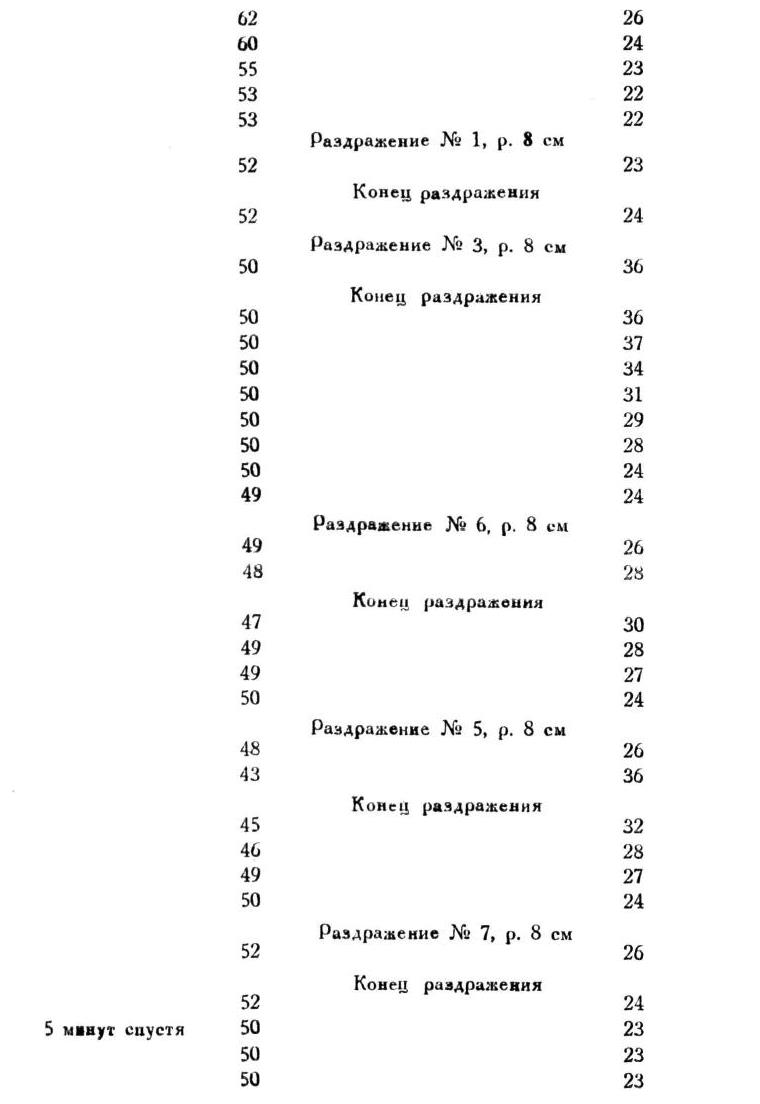 62 26
60 24
55 23
53 22
53 22
Раздражение № 1, р. 8 см
52 23
Конец раздражения
52 24
Раздражение № 3, р. 8 см
50 36
Конец раздражения
50 36
50 37
50 34
50 31
50 29
50 28
50 24
49 24
Раздражение № 6, р. 8 см
49 26
48 28
Конец раздражения
47 30
49 28
49 27
50 24
Раздражение № 5, р. 8 см
48 26
43 36
Конец раздражения
45 32
46 28
49 27
50 24
Раздражение № 7, р. 8 см
52 26
Конец раздражения
52 24
5 минут спустя 50 23
50 23
50 23